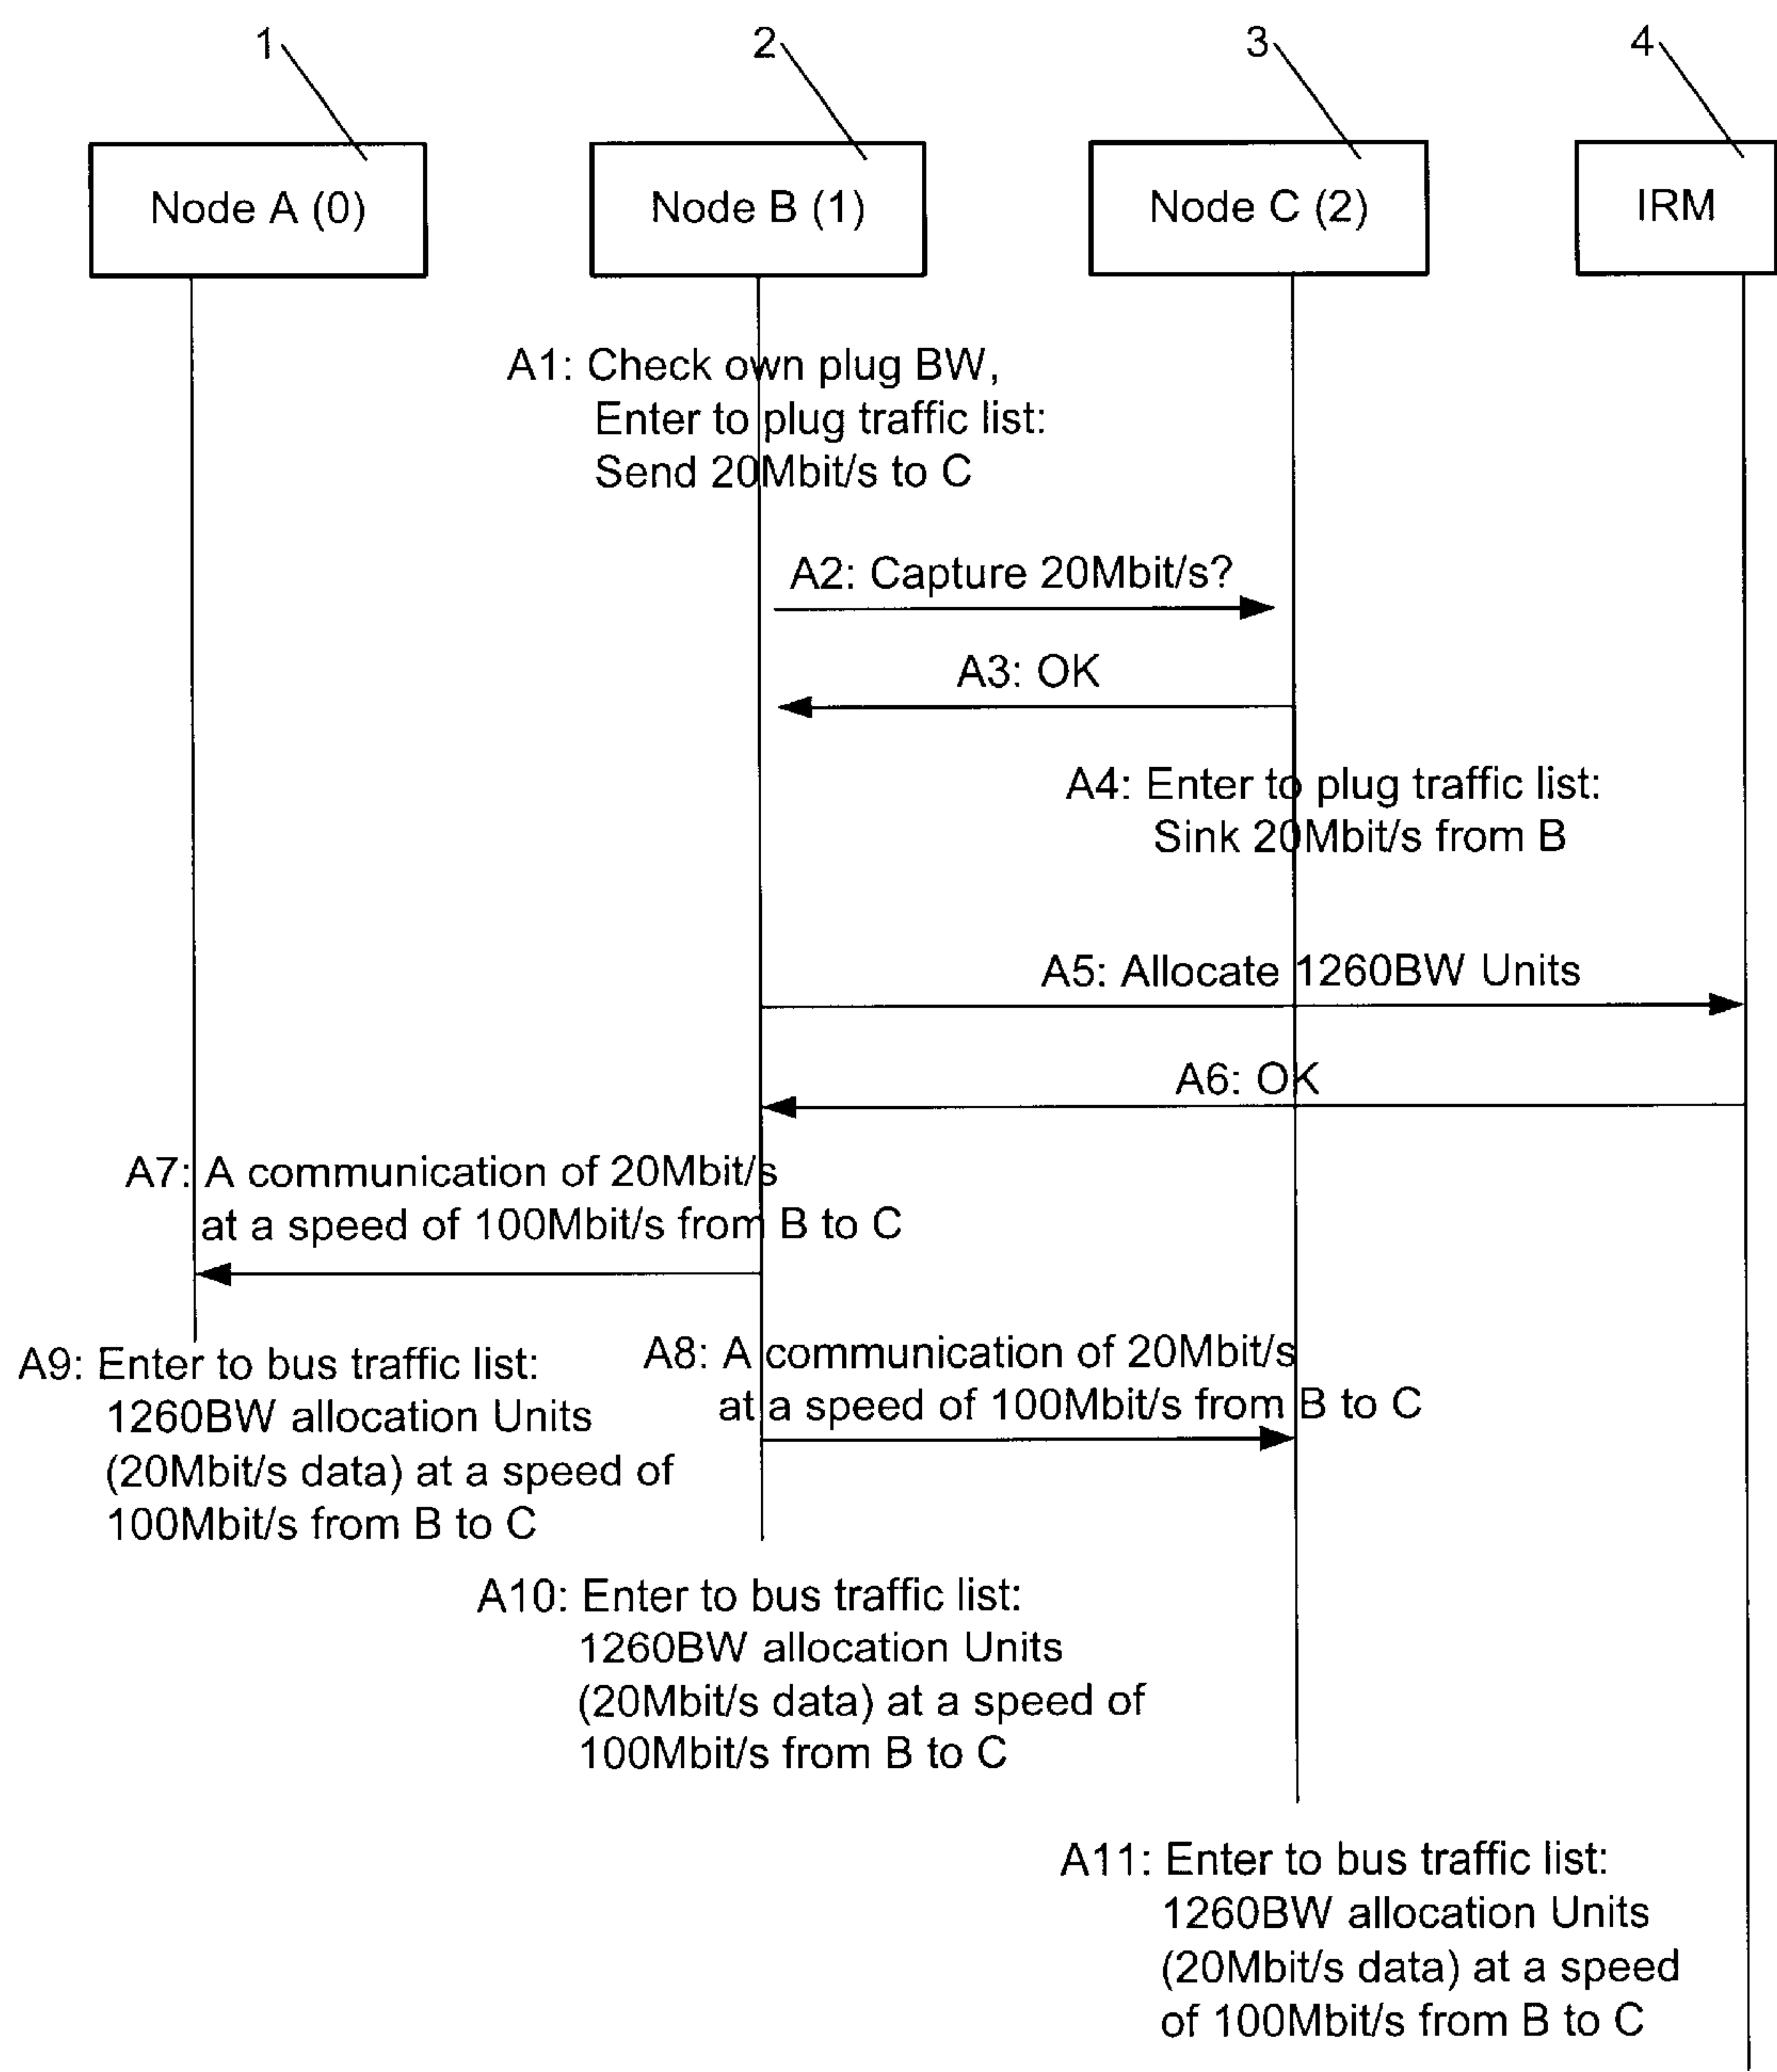 1
2
3
4
Node A (0)
Node B (1)
Node C (2)
IRM
A1: Check own plug BW,
Enter to plug traffic list:
Send 20Mbit/s to C
A2: Capture 20Mbit/s?
A3: OK
A4: Enter to plug traffic list:
Sink 20Mbit/s from B
A5: Allocate 1260BW Units
A6: OK
A7: A communication of 20Mbit/s
at a speed of 100Mbit/s from B to C
A8: A communication of 20Mbit/s
at a speed of 100Mbit/s from B to C
A9: Enter to bus traffic list:
1260BW allocation Units
(20Mbit/s data) at a speed of
100Mbit/s from B to C
A10: Enter to bus traffic list:
1260BW allocation Units
(20Mbit/s data) at a speed of
100Mbit/s from B to C
A11: Enter to bus traffic list:
1260BW allocation Units
(20Mbit/s data) at a speed
of 100Mbit/s from B to C